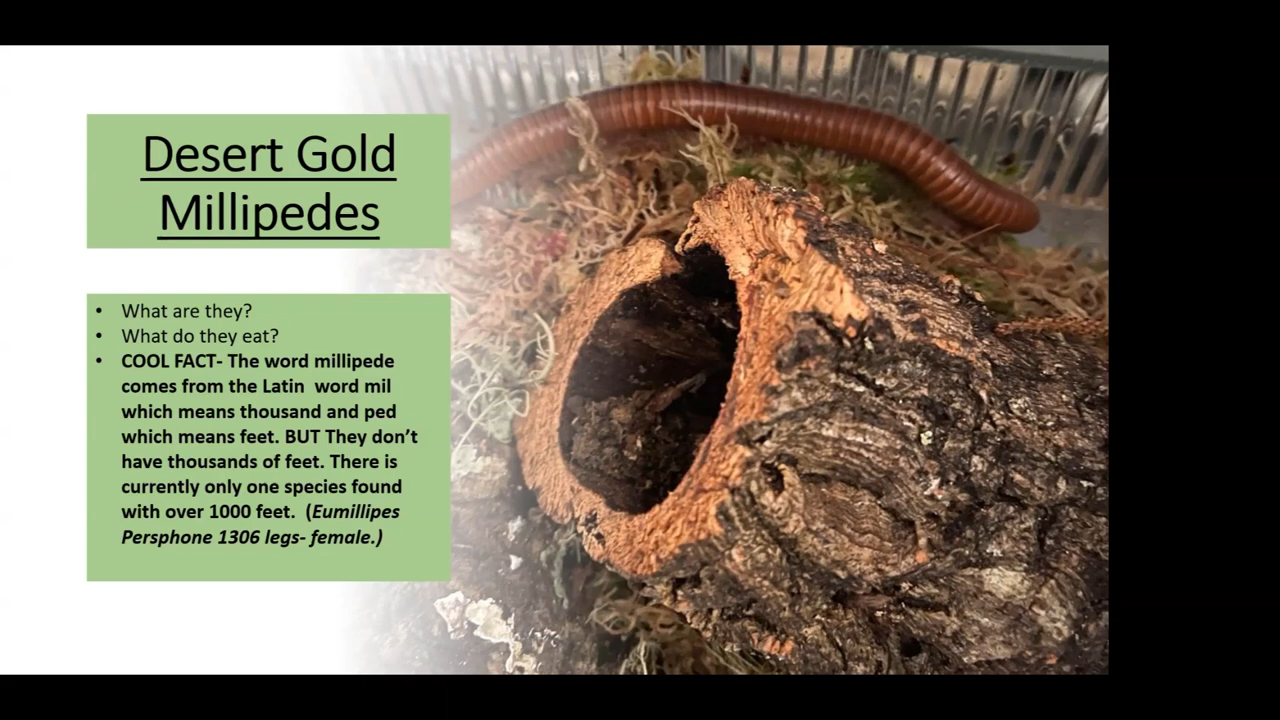 Desert Gold
Millipedes
• What are they?
• What do they eat?
• COOL FACT- The word millipede
comes from the Latin word mil
which means thousand and ped
which means feet. BUT They don’t
have thousands of feet. There is
currently only one species found
with over 1000 feet. (Eumillipes
Persphone 1306 legs- female.)